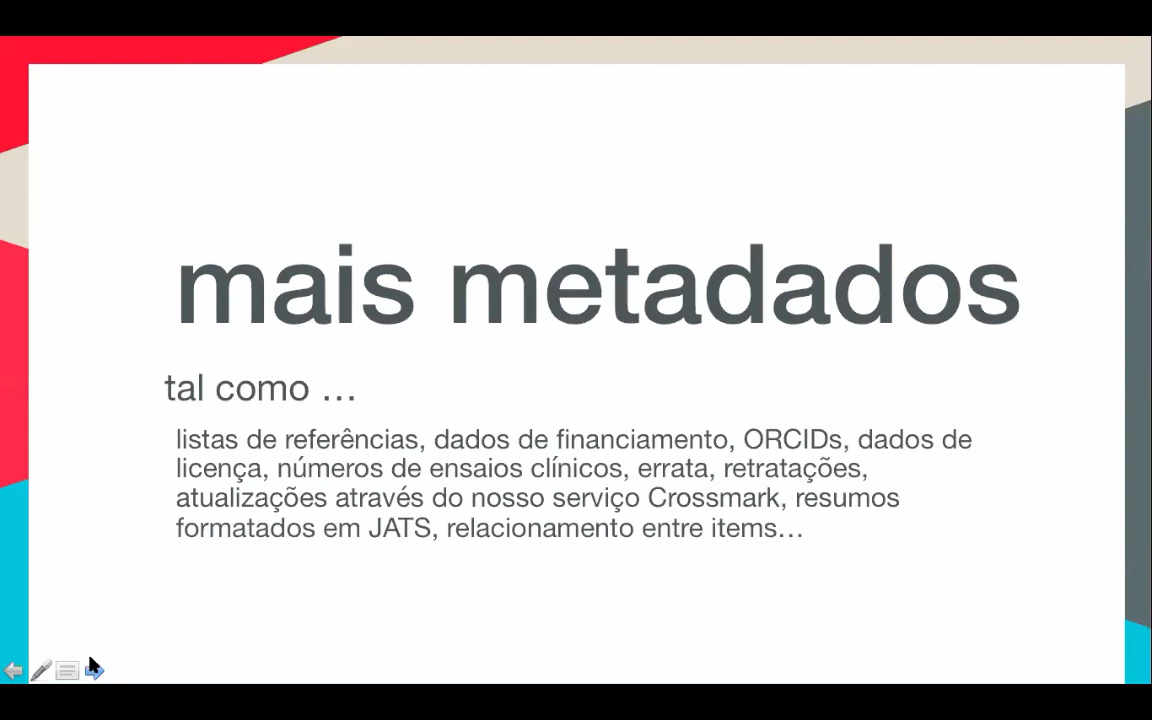 mais metadados
tal como …
listas de referências, dados de financiamento, ORCIDs, dados de
licença, números de ensaios clínicos, errata, retratações,
atualizações através do nosso serviço Crossmark, resumos
formatados em JATS, relacionamento entre items…